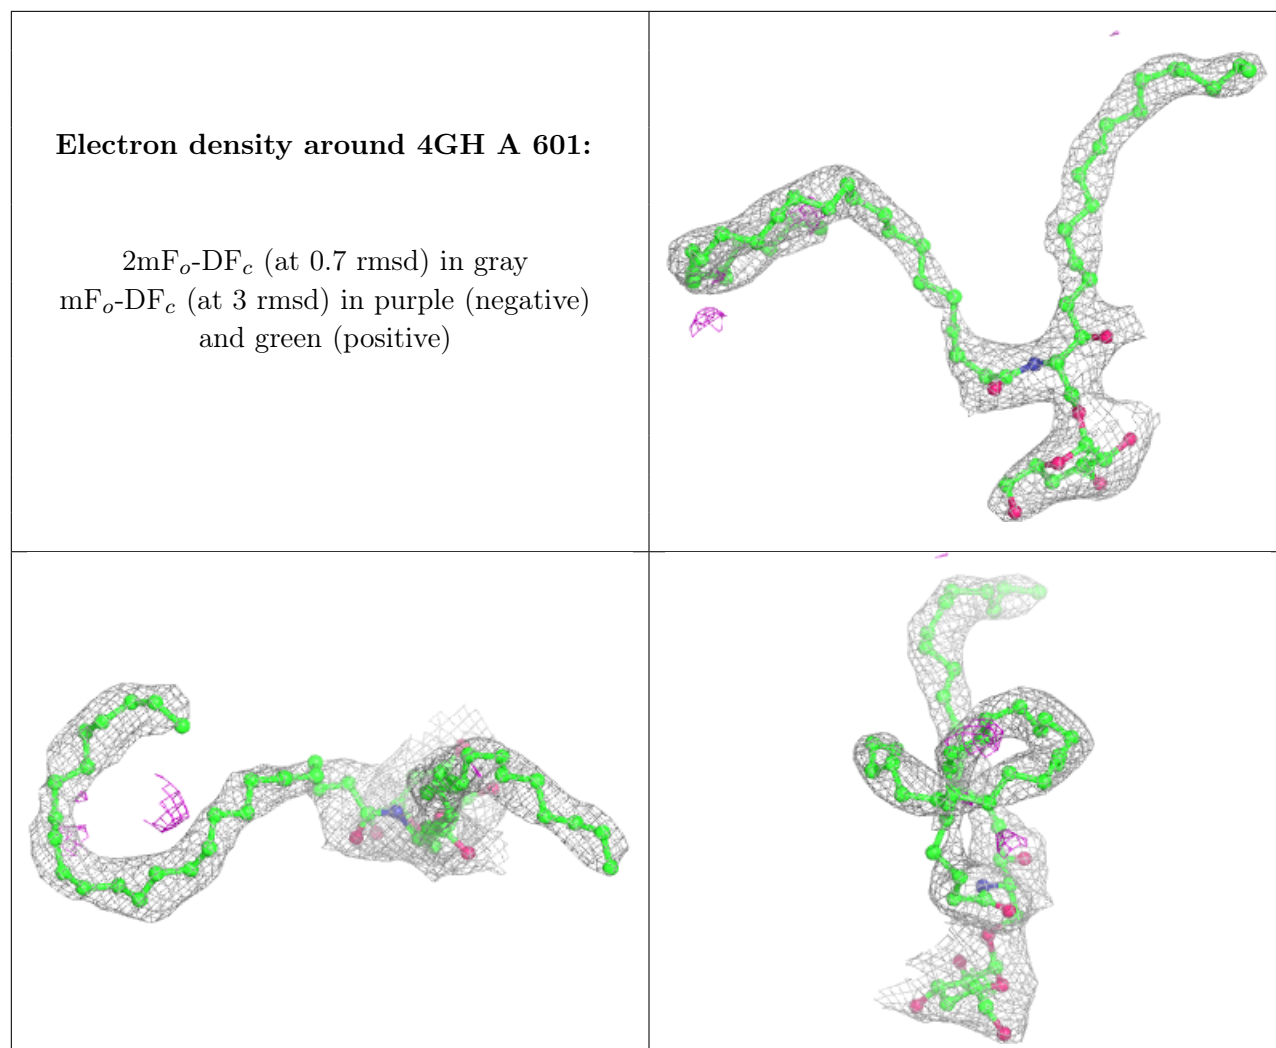 Electron density around 4GH A 601:
2mFo-DFc (at 0.7 rmsd) in gray
mFo-DFc (at 3 rmsd) in purple (negative)
and green (positive)